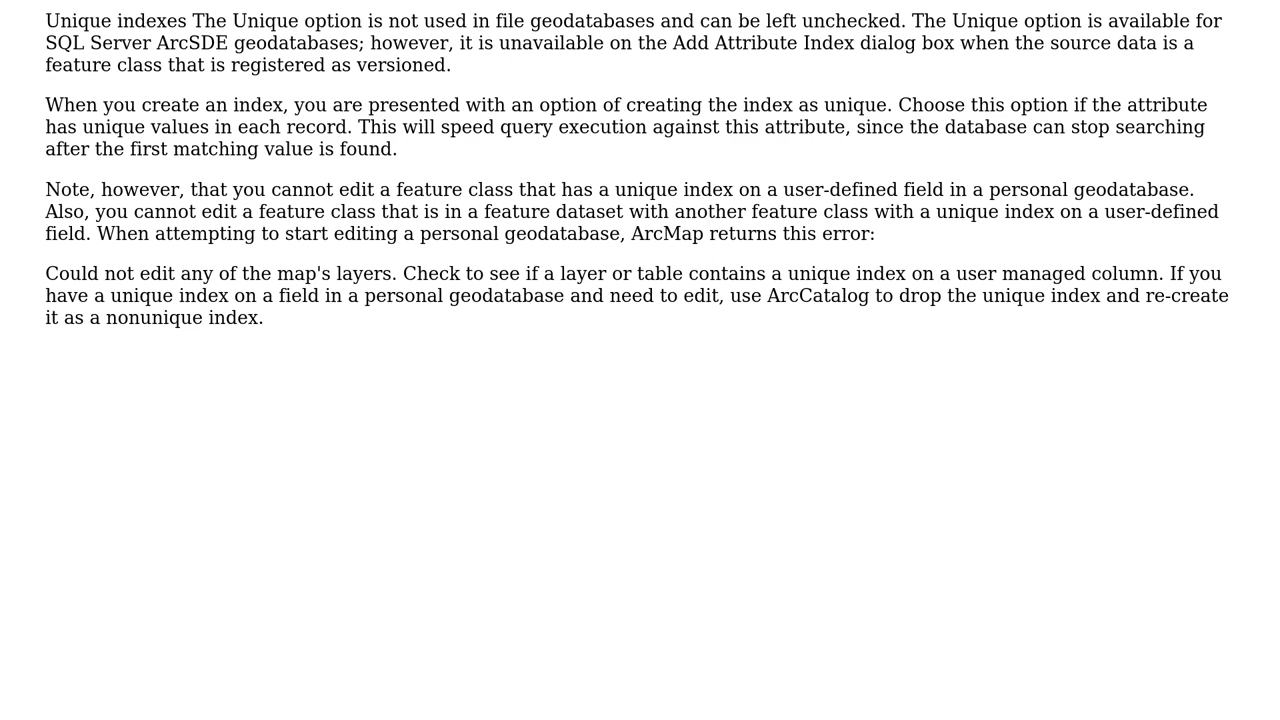 Unique indexes The Unique option is not used in file geodatabases and can be left unchecked. The Unique option is available for
SQL Server ArcSDE geodatabases; however, it is unavailable on the Add Attribute Index dialog box when the source data is a
feature class that is registered as versioned.
When you create an index, you are presented with an option of creating the index as unique. Choose this option if the attribute
has unique values in each record. This will speed query execution against this attribute, since the database can stop searching
after the first matching value is found.
Note, however, that you cannot edit a feature class that has a unique index on a user-defined field in a personal geodatabase.
Also, you cannot edit a feature class that is in a feature dataset with another feature class with a unique index on a user-defined
field. When attempting to start editing a personal geodatabase, ArcMap returns this error:
Could not edit any of the map's layers. Check to see if a layer or table contains a unique index on a user managed column. If you
have a unique index on a field in a personal geodatabase and need to edit, use ArcCatalog to drop the unique index and re-create
it as a nonunique index.